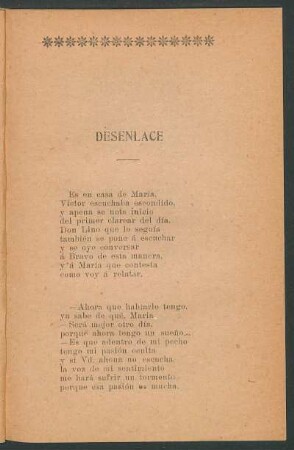 DESENLACE
Es en casa de María,
Víctor escuchaba escondido,
y apena se nota inicio
del primer clarear del día.
Don Lino que lo seguía
también se pone á escuchar
y se oye conversar
á Bravo de esta manera,
y á María que contesta
como voy á relatar.
—Ahora que hablarle tengo,
ya sabe de qué, María
—Será mejor otro día,
porque ahora tengo un sueño...
—Es que adentro de mi pecho
tengo mi pasión oculta
y si Vd. ahora no escucha
la voz de mi sentimiento
me hará sufrir un tormento
porque esa pasión es mucha.